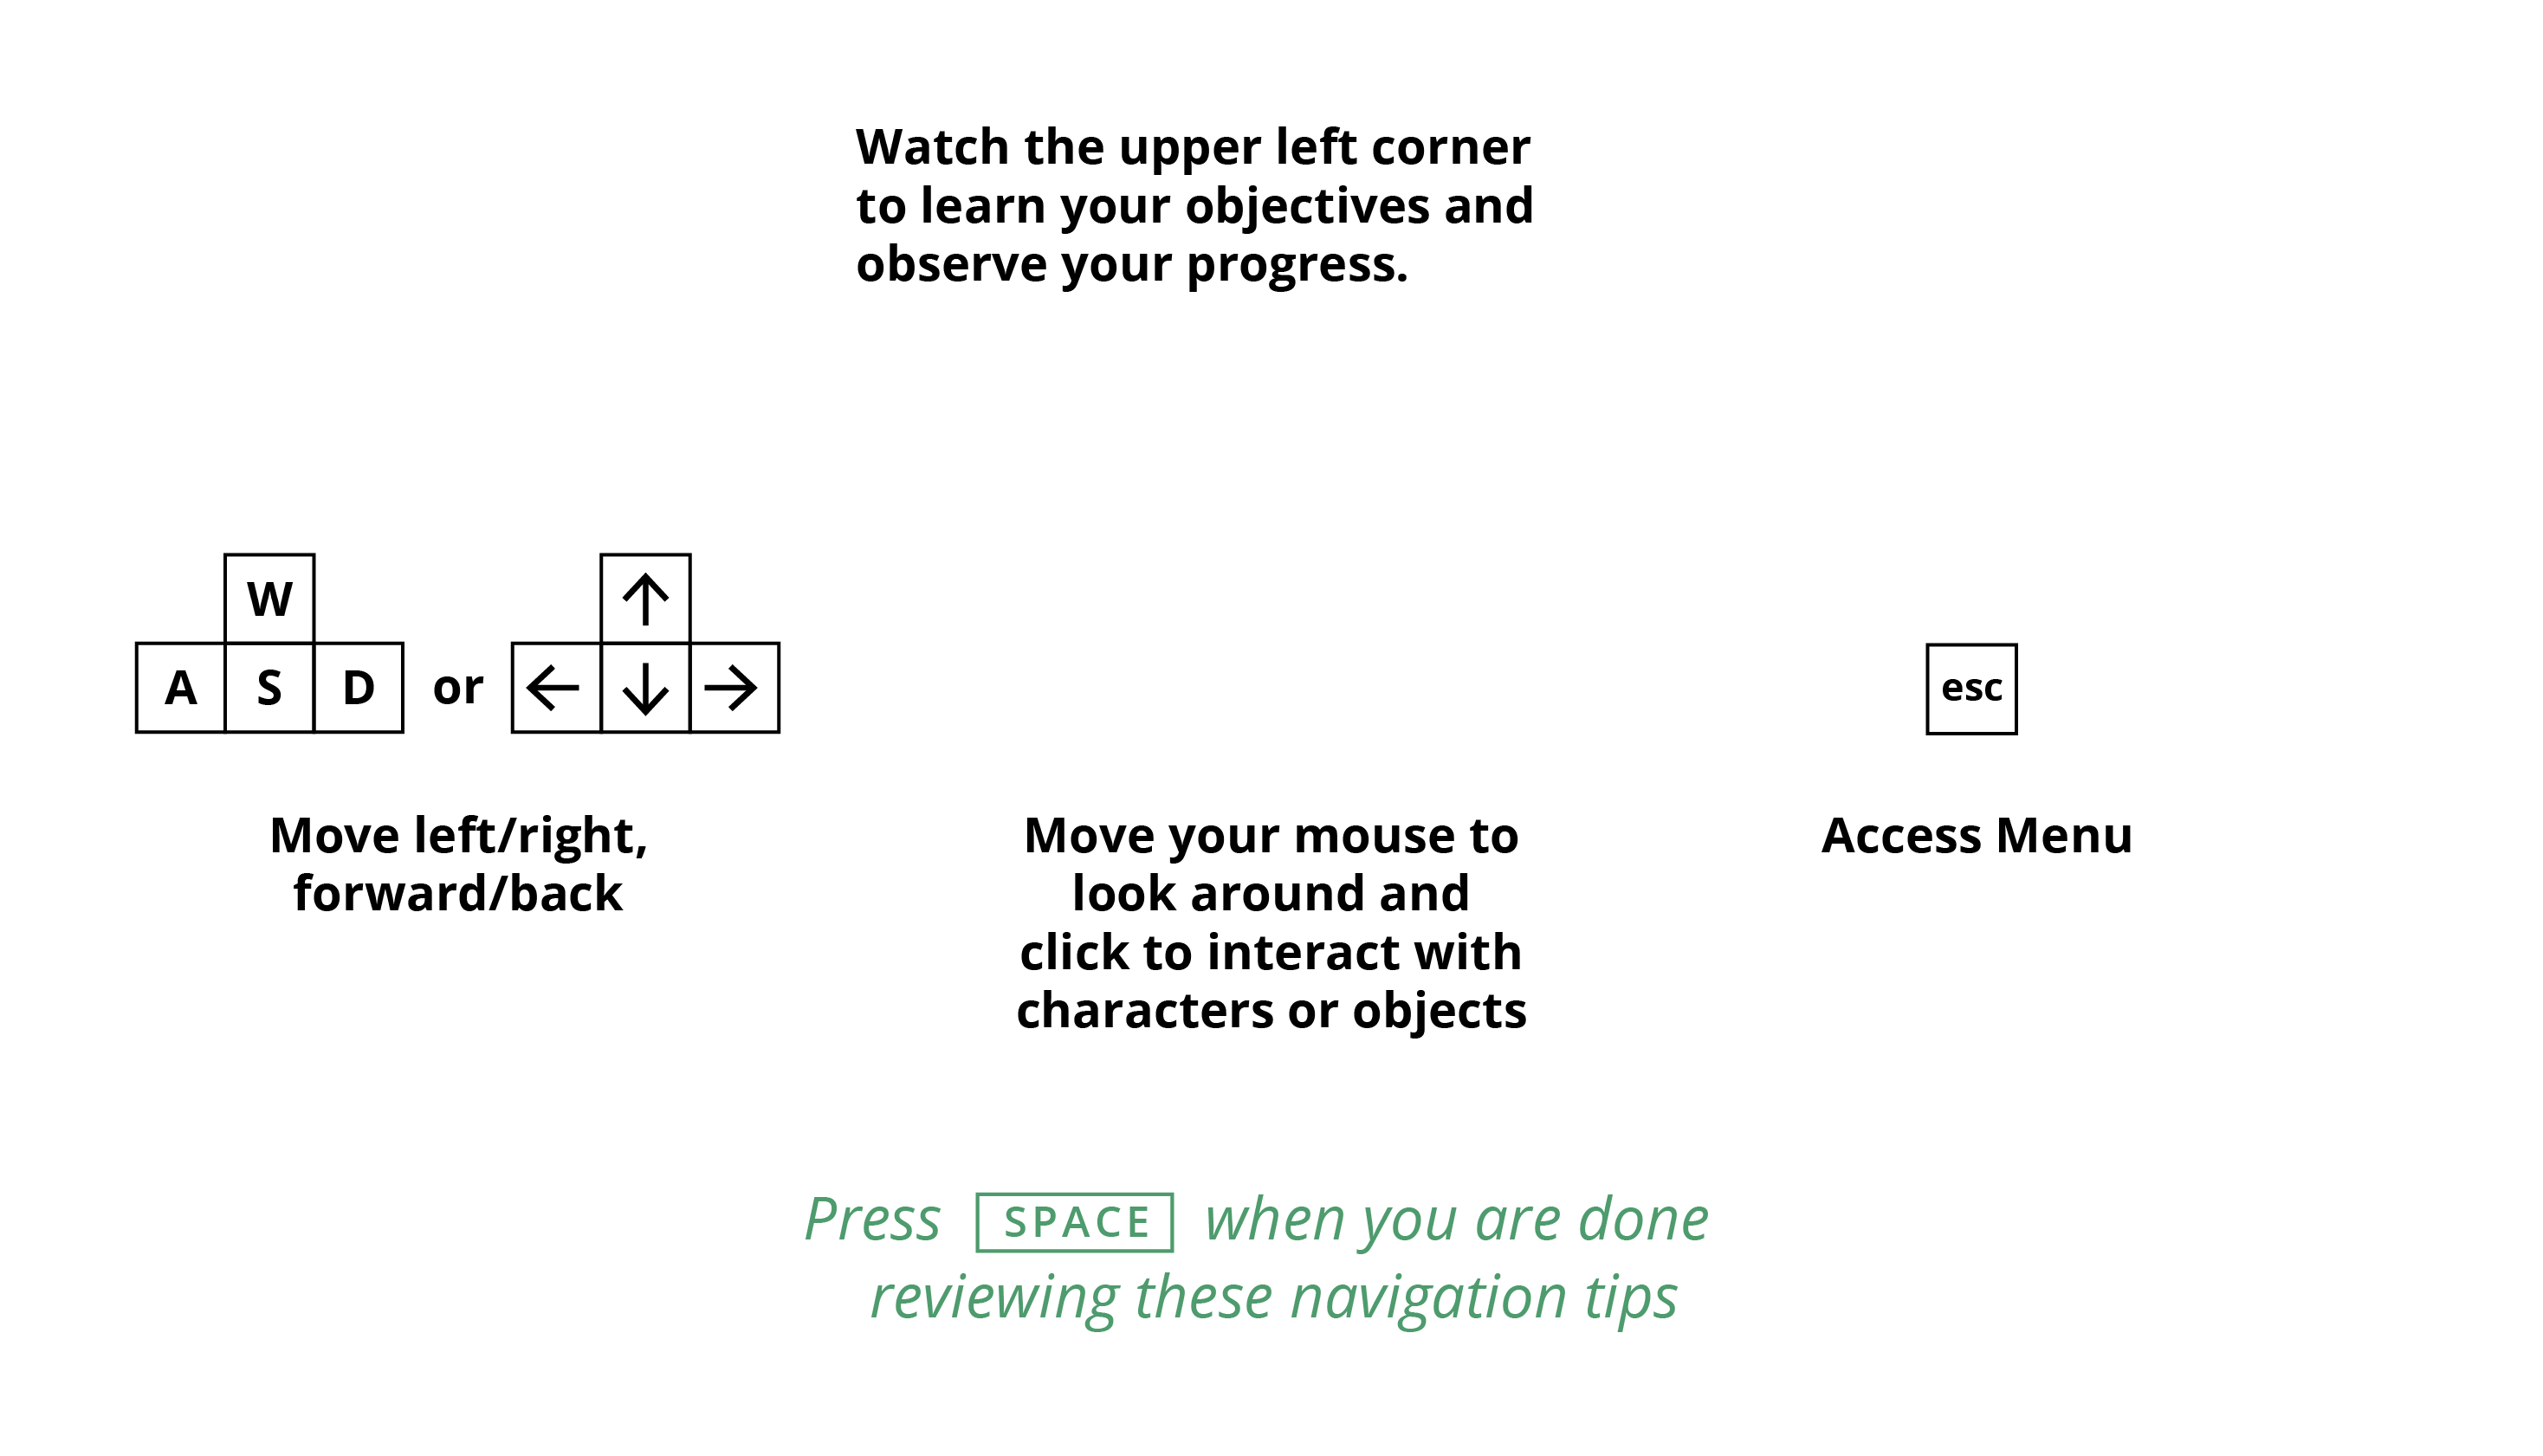 Watch the upper left corner
to learn your objectives and
observe your progress.
W
A S D or
esc
Move left/right,
forward/back
Move your mouse to
look around and
click to interact with
characters or objects
Access Menu
Press SPACE when you are done
reviewing these navigation tips